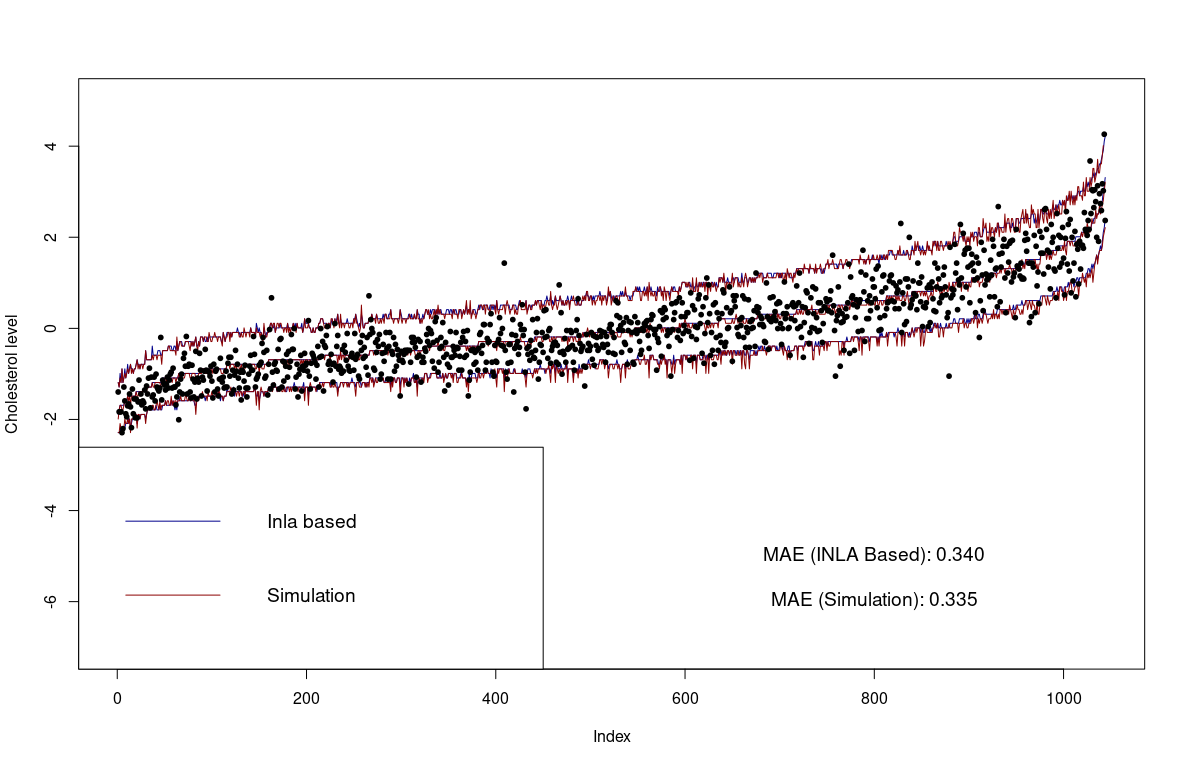 4
2
0
-2
-4
-6
Cholesterol level
Inla based
Simulation
MAE (INLA Based): 0.340
MAE (Simulation): 0.335
0 200 400 600 800 1000
Index